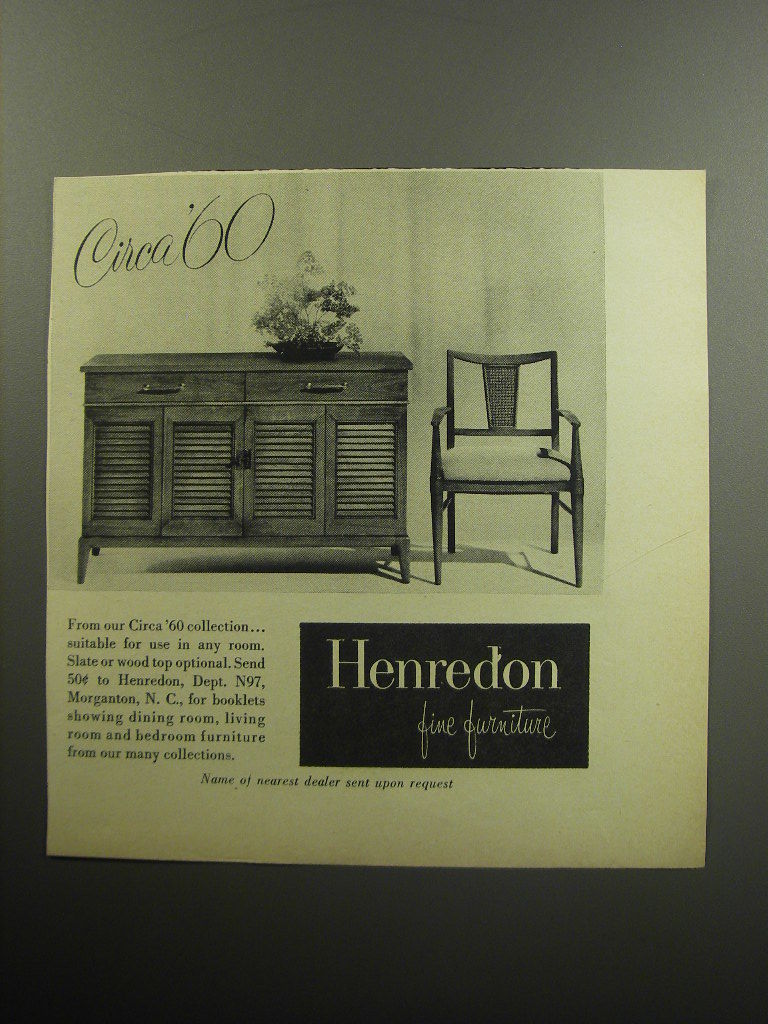 Circa '60
From our Circa '60 collection...
suitable for use in any room.
Slate or wood top optional. Send
50¢ to Henredon, Dept. N97,
Morganton, N. C., for booklets
showing dining room, living
room and bedroom furniture
from our many collections.
Henredon
fine furniture
Name of nearest dealer sent upon request